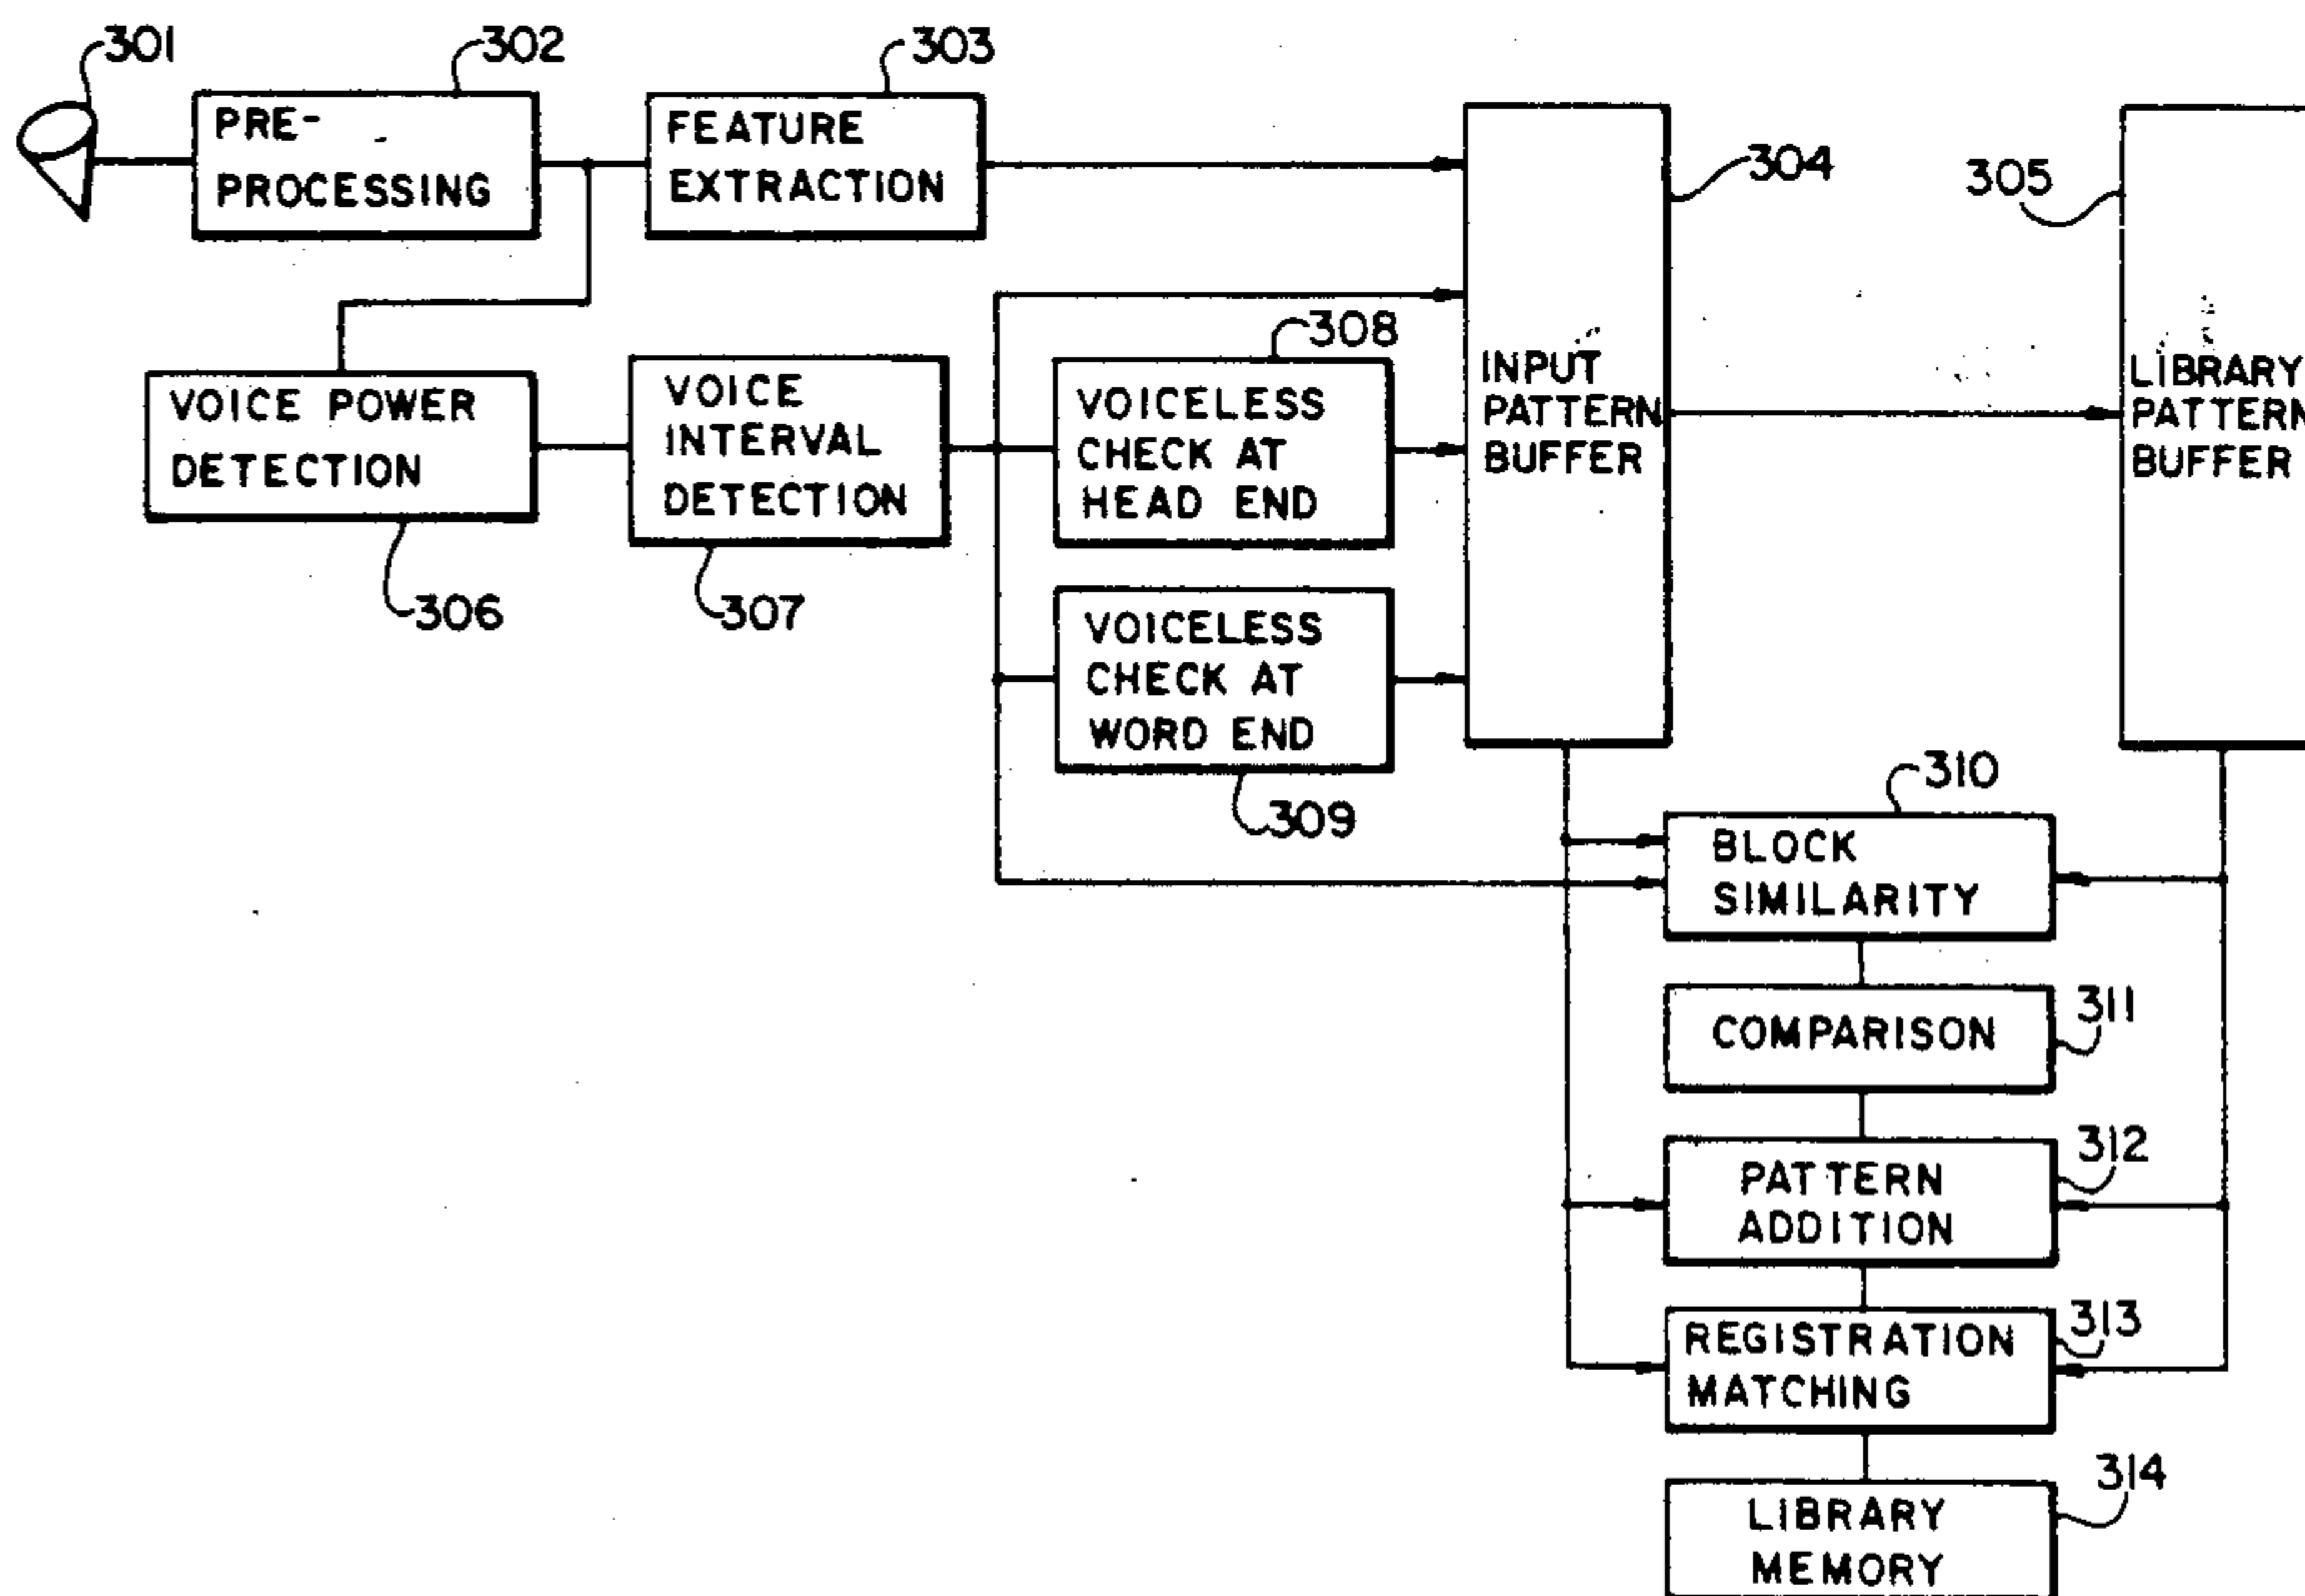 301
302
303
PRE-
PROCESSING
FEATURE
EXTRACTION
304
305
308
VOICE POWER
DETECTION
VOICE
INTERVAL
DETECTION
VOICELESS
CHECK AT
HEAD END
INPUT
PATTERN
BUFFER
LIBRARY
PATTERN
BUFFER
306
307
VOICELESS
CHECK AT
WORD END
309
310
BLOCK
SIMILARITY
311
COMPARISON
312
PATTERN
ADDITION
313
REGISTRATION
MATCHING
314
LIBRARY
MEMORY